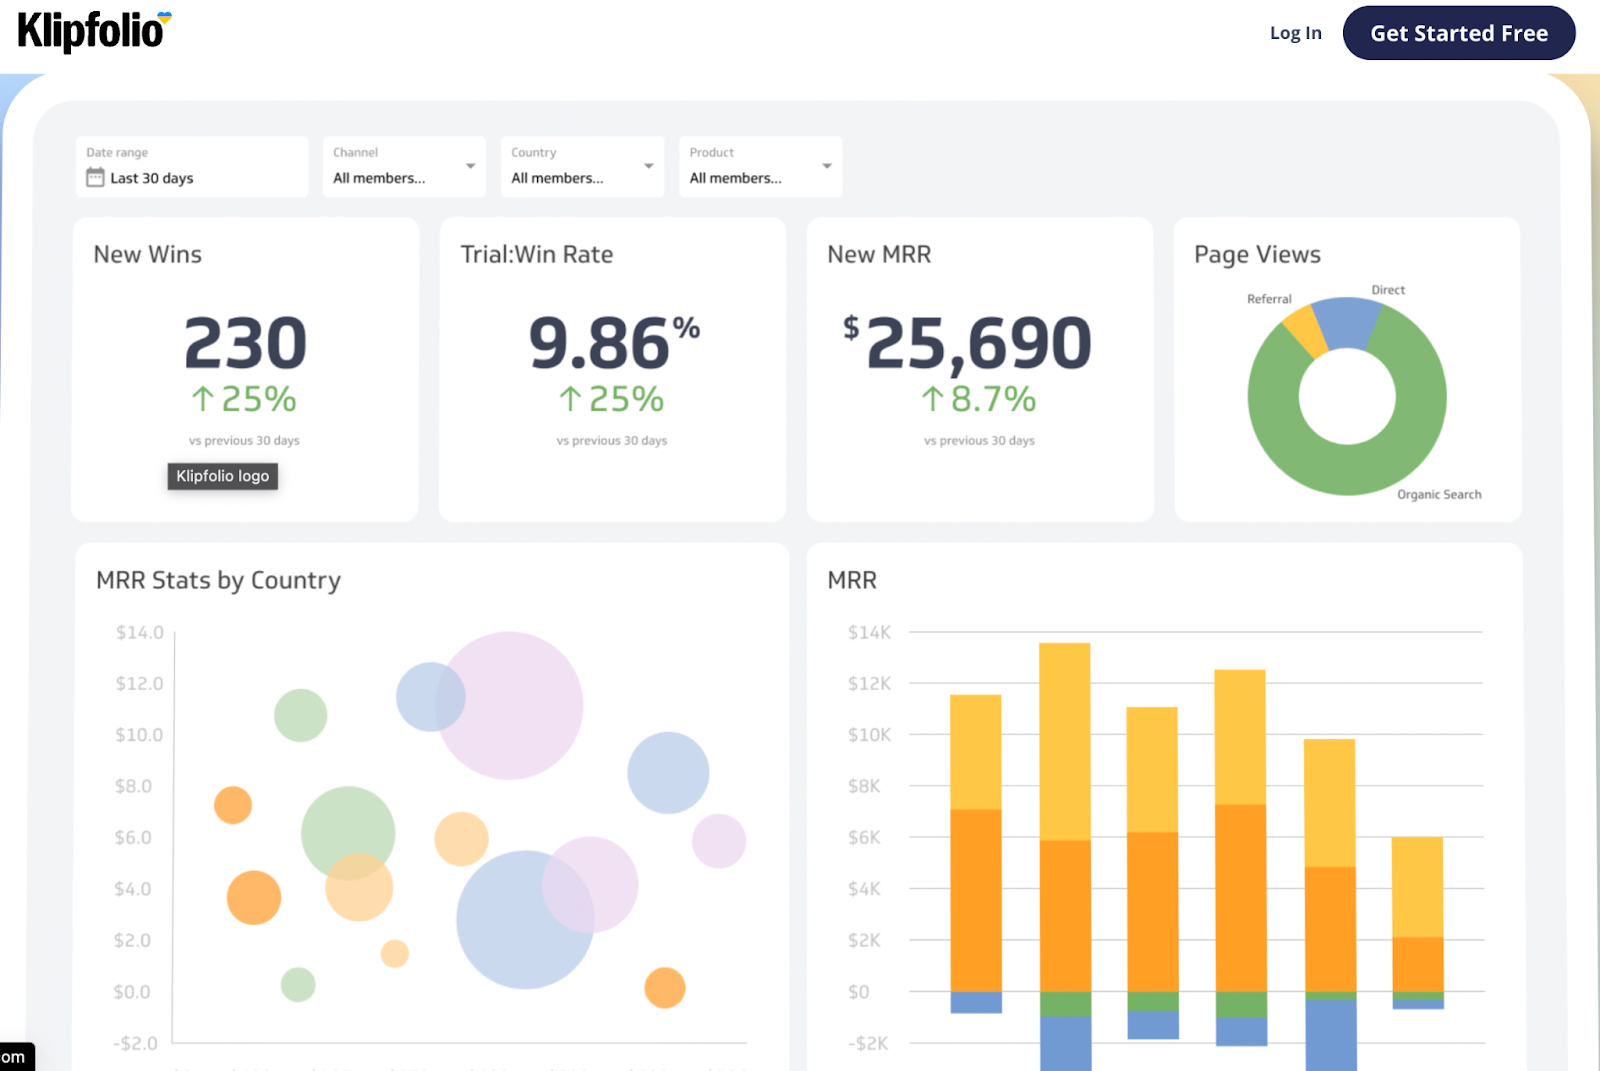 Klipfolio
Log In
Get Started Free
Date range
Last 30 days
Channel
All members...
Country
All members...
Product
All members...
New Wins
230
↑25%
vs previous 30 days
Klipfolio logo
Trial:Win Rate
9.86%
↑25%
vs previous 30 days
New MRR
$25,690
↑8.7%
vs previous 30 days
Page Views
Referral
Direct
Organic Search
MRR Stats by Country
$14.0
$12.0
$10.0
$8.0
$6.0
$4.0
$2.0
$0.0
-$2.0
MRR
$14K
$12K
$10K
$8K
$6K
$4K
$2K
$0
-$2K
om